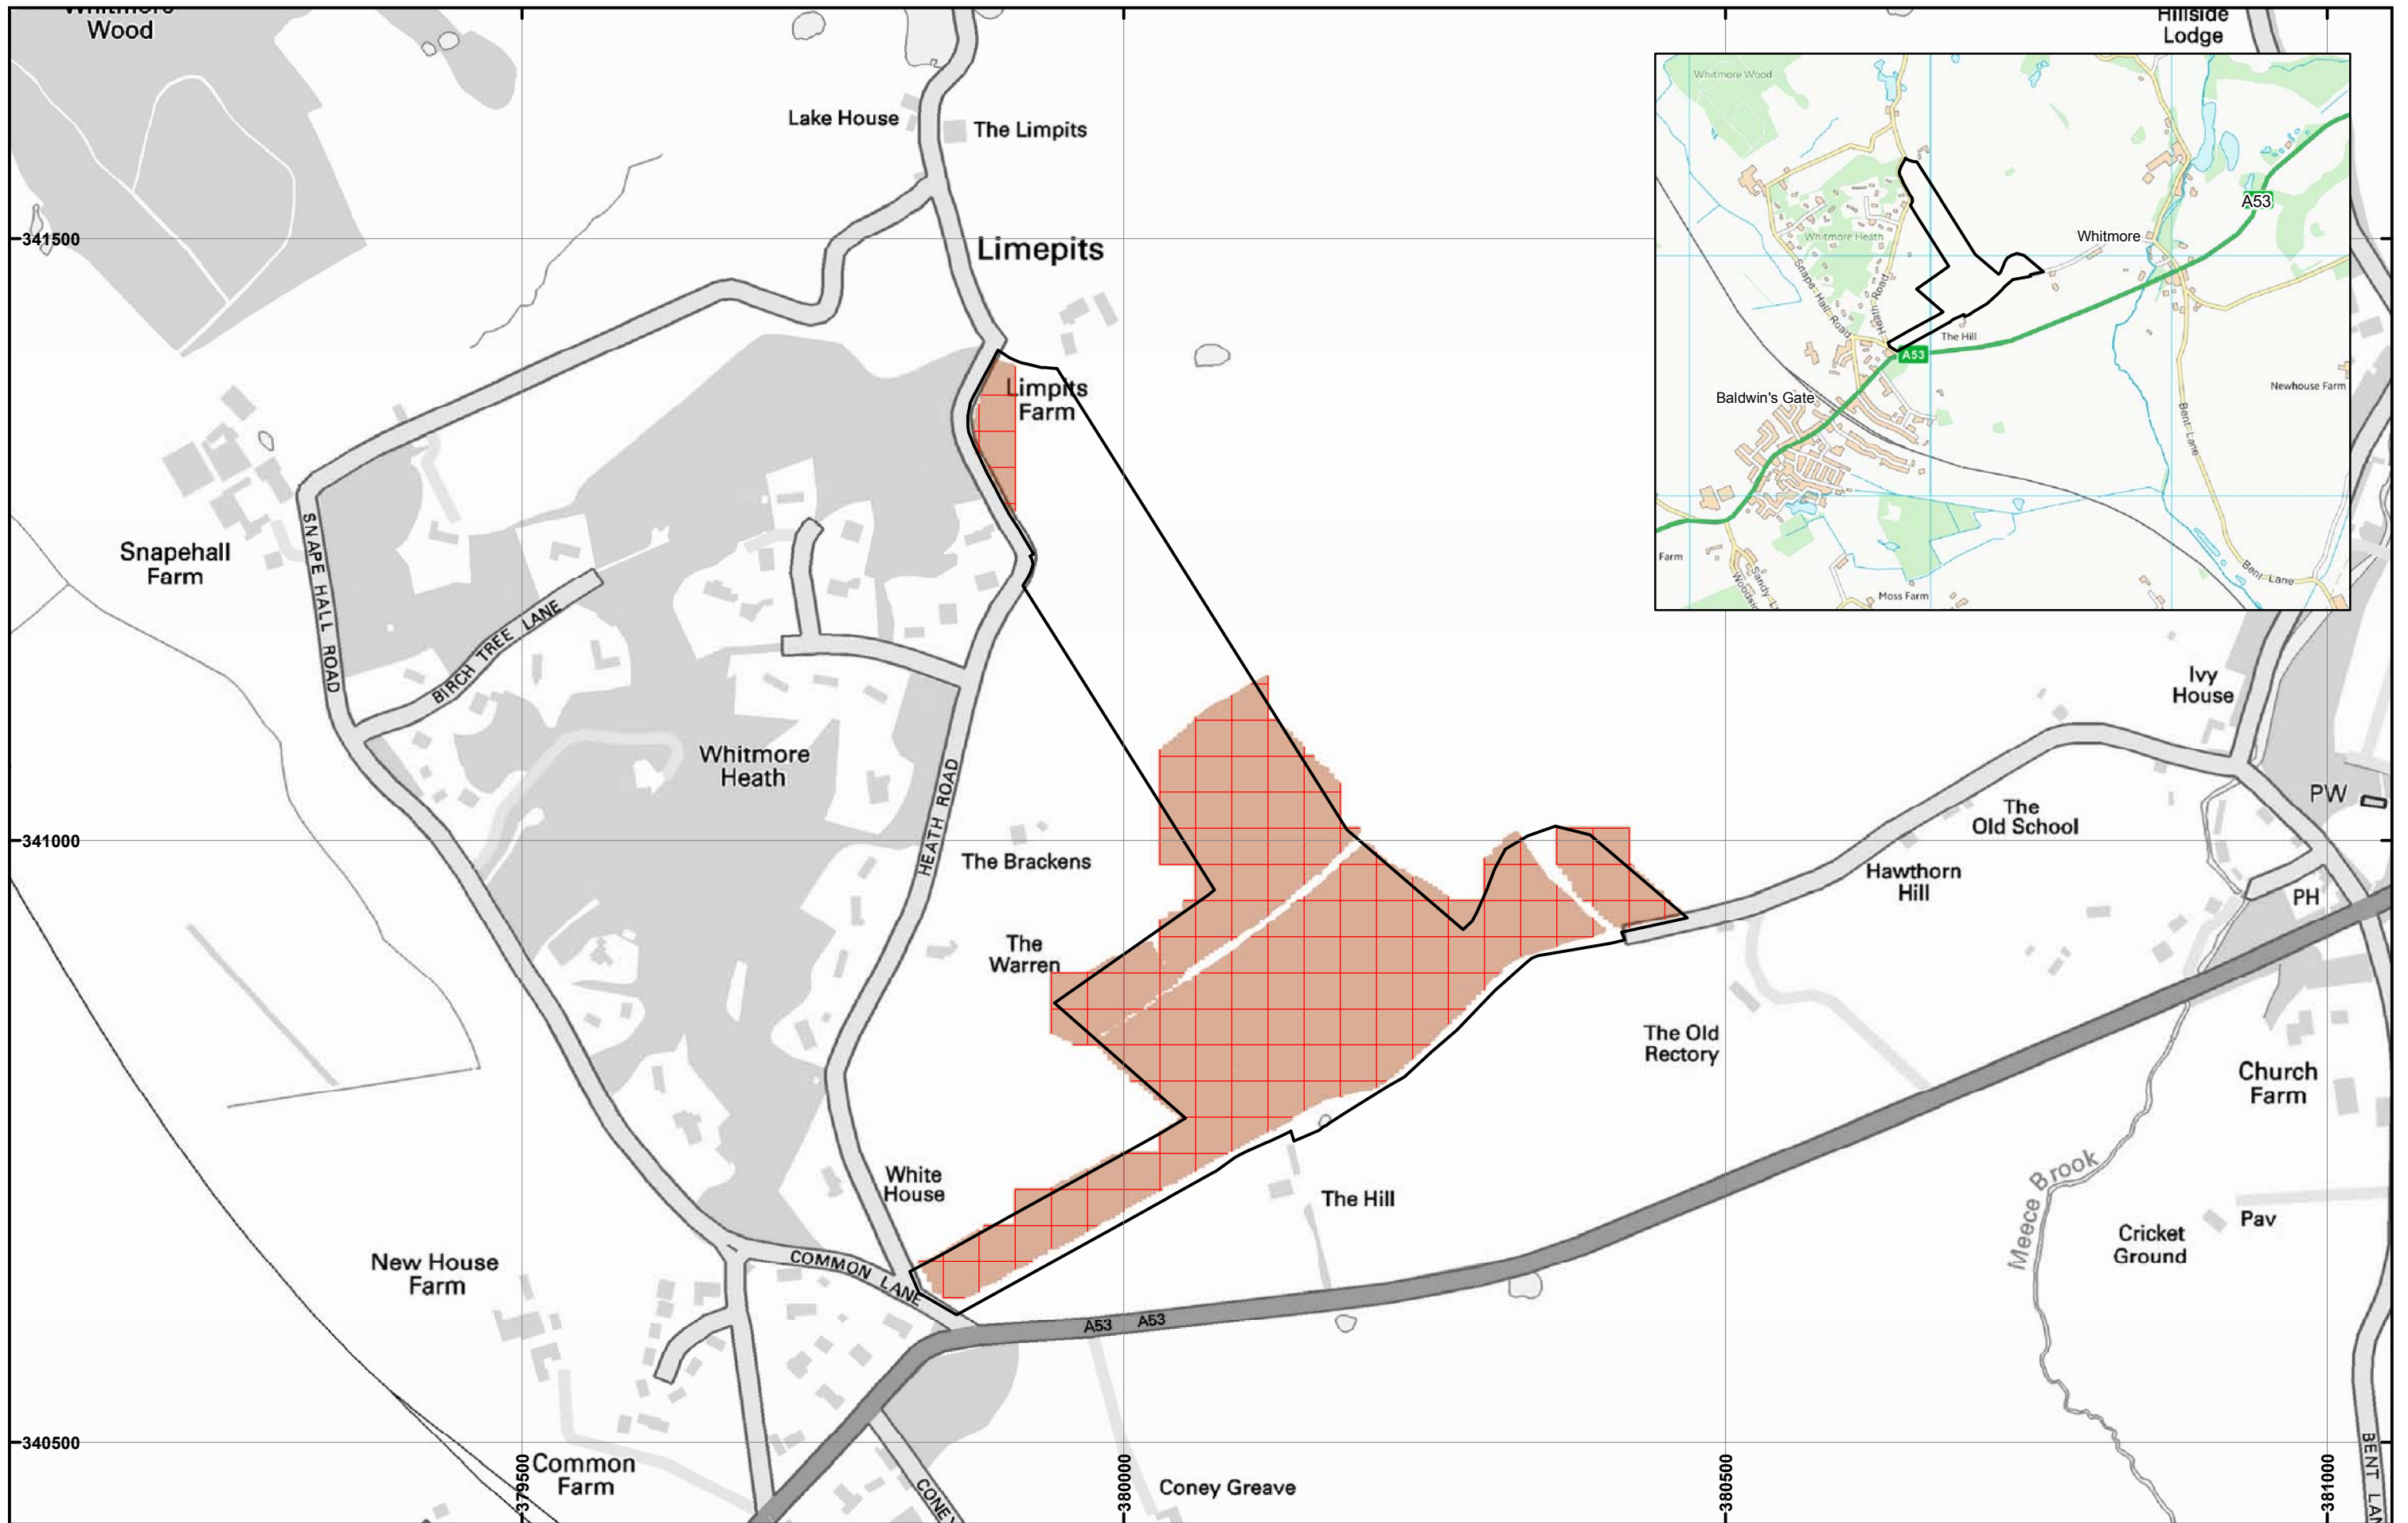 Whitmore
Wood
Hillside
Lodge
Lake House
The Limpits
341500
Limepits
Limpits
Farm
Snapehall
Farm
SNAPE HALL ROAD
BIRCH TREE LANE
Whitmore
Heath
HEATH ROAD
The Brackens
The
Warren
341000
Ivy
House
PW
The
Old School
Hawthorn
Hill
PH
The Old
Rectory
Church
Farm
White
House
The Hill
Meece Brook
Pav
Cricket
Ground
New House
Farm
COMMON LANE
A53
A53
340500
Common
Farm
Coney Greave
379500
380000
380500
381000
Whitmore Wood
A53
Whitmore
Whitmore Heath
Snape Hall Road
Heath Road
The Hill
A53
Baldwin's Gate
Newhouse Farm
Bent Lane
Farm
Bent Lane
Moss Farm